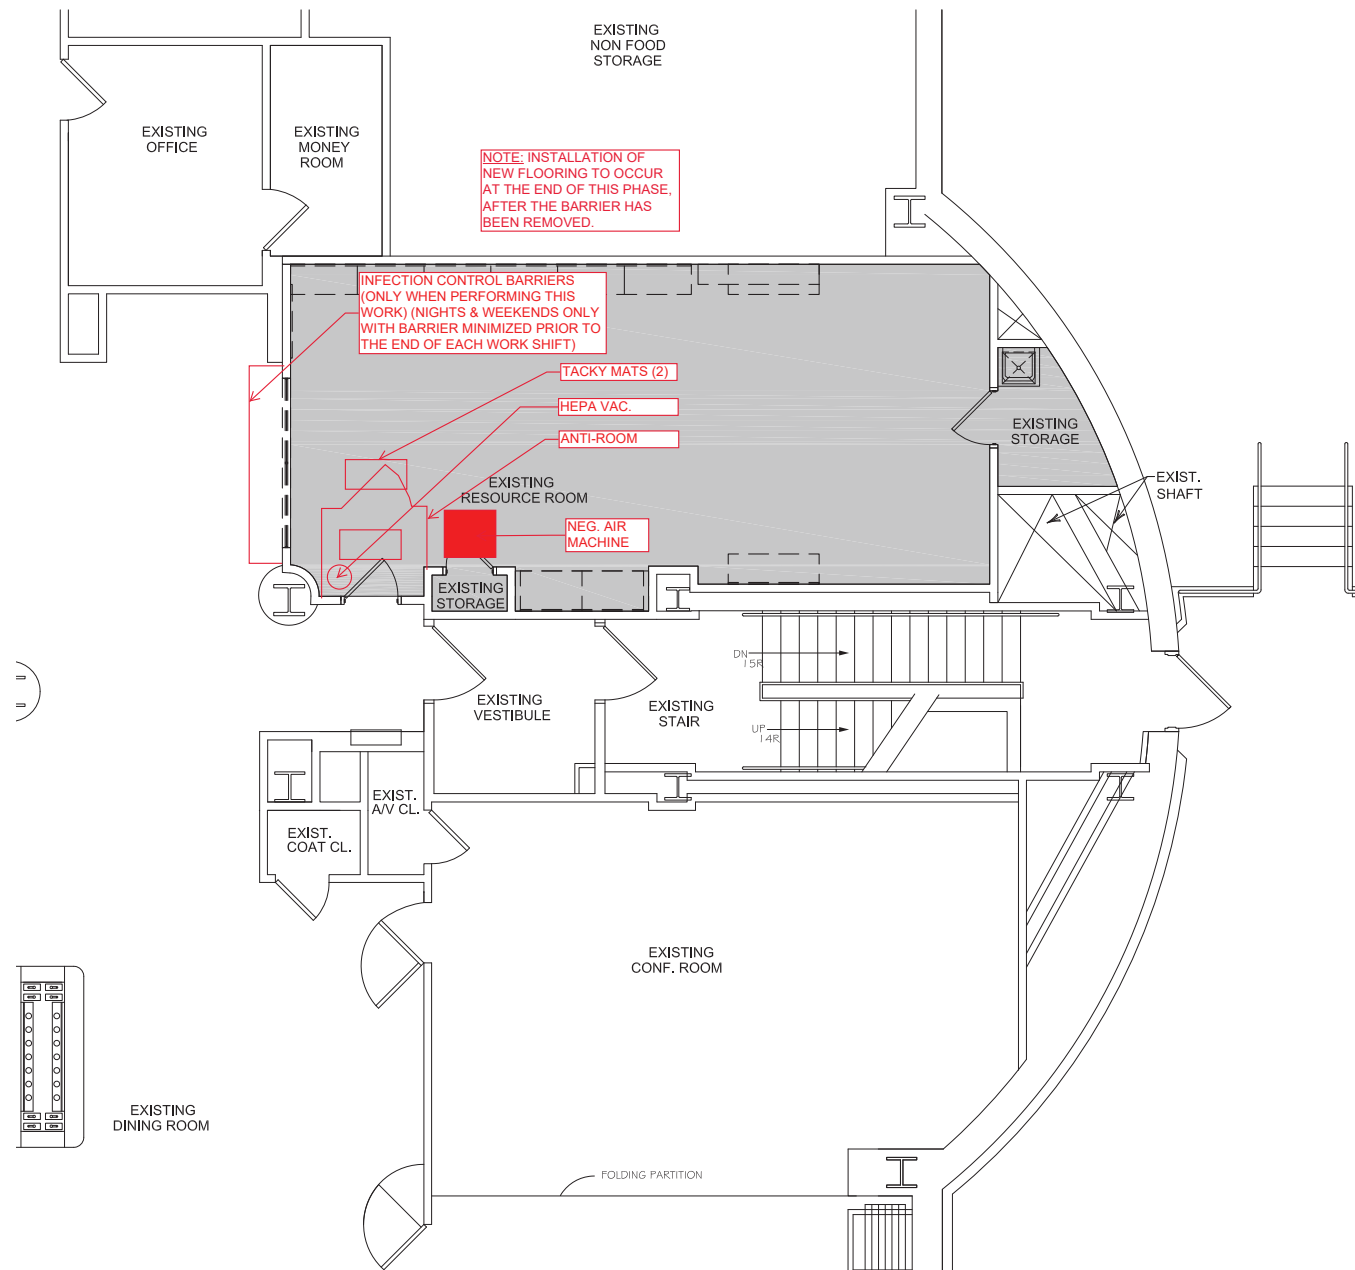 EXISTING
NON FOOD
STORAGE
EXISTING
OFFICE
EXISTING
MONEY
ROOM
NOTE: INSTALLATION OF
NEW FLOORING TO OCCUR
AT THE END OF THIS PHASE,
AFTER THE BARRIER HAS
BEEN REMOVED.
INFECTION CONTROL BARRIERS
(ONLY WHEN PERFORMING THIS
WORK) (NIGHTS & WEEKENDS ONLY
WITH BARRIER MINIMIZED PRIOR TO
THE END OF EACH WORK SHIFT)
TACKY MATS (2)
HEPA VAC.
ANTI-ROOM
EXISTING
STORAGE
EXISTING
RESOURCE ROOM
EXIST.
SHAFT
NEG. AIR
MACHINE
EXISTING
STORAGE
DN
15R
EXISTING
VESTIBULE
EXISTING
STAIR
UP
14R
EXIST.
A/V CL.
EXIST.
COAT CL.
EXISTING
CONF. ROOM
EXISTING
DINING ROOM
FOLDING PARTITION